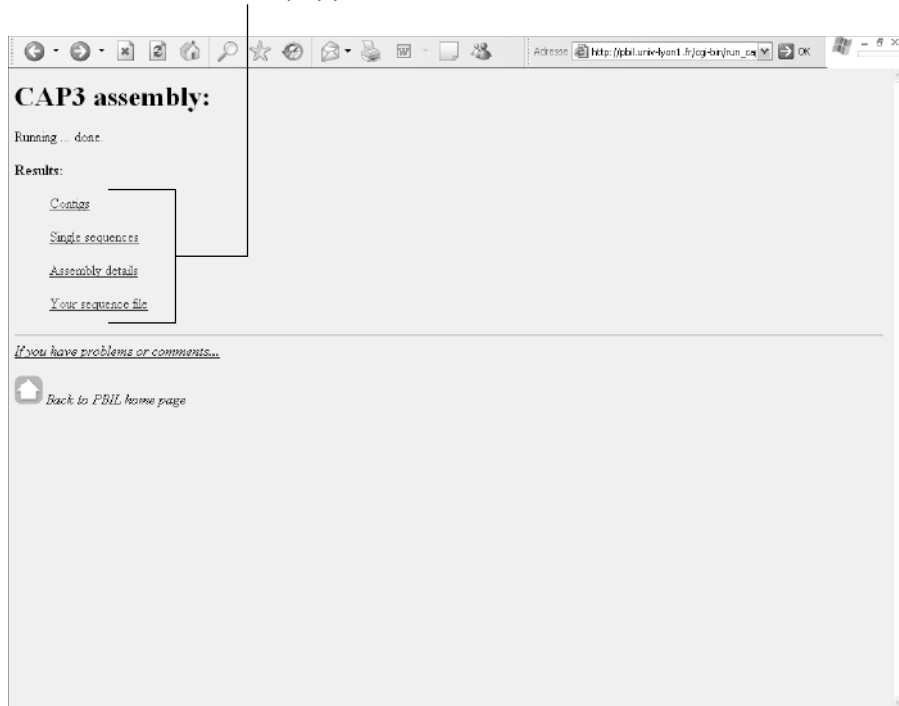 Adresse http://pbil.univ-lyon1.fr/cgi-bin/run_ca OK
CAP3 assembly:
Running ... done.
Results:
Contigs
Single sequences
Assembly details
Your sequence file
If you have problems or comments...
Back to PBIL home page